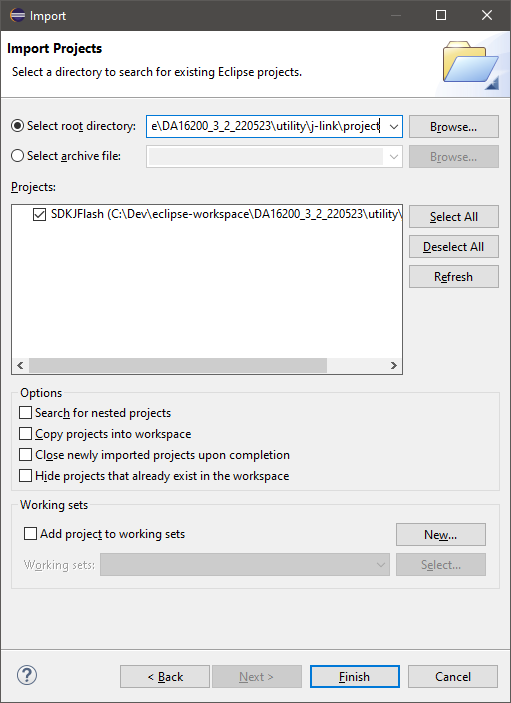 Import
Import Projects
Select a directory to search for existing Eclipse projects.
Select root directory: e\DA16200_3_2_220523\utility\j-link\project Browse...
Select archive file: Browse...
Projects:
SDKJFlash (C:\Dev\eclipse-workspace\DA16200_3_2_220523\utility\
Select All
Deselect All
Refresh
Options
Search for nested projects
Copy projects into workspace
Close newly imported projects upon completion
Hide projects that already exist in the workspace
Working sets
Add project to working sets New...
Working sets: Select...
? < Back Next > Finish Cancel